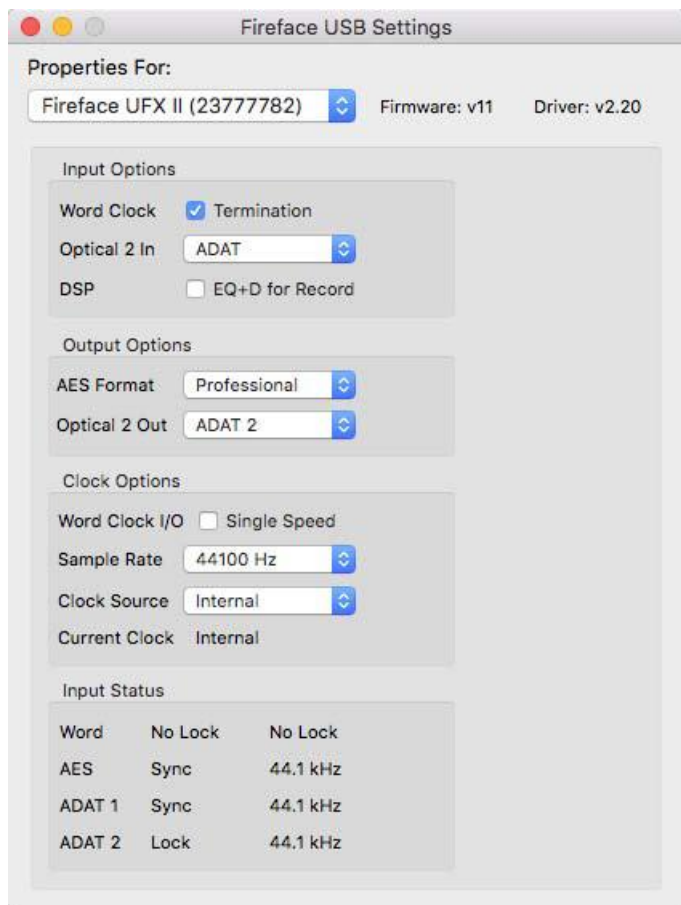 Fireface USB Settings
Properties For:
Fireface UFX II (23777782) Firmware: v11 Driver: v2.20
Input Options
Word Clock Termination
Optical 2 In ADAT
DSP EQ+D for Record
Output Options
AES Format Professional
Optical 2 Out ADAT 2
Clock Options
Word Clock I/O Single Speed
Sample Rate 44100 Hz
Clock Source Internal
Current Clock Internal
Input Status
Word No Lock No Lock
AES Sync 44.1 kHz
ADAT 1 Sync 44.1 kHz
ADAT 2 Lock 44.1 kHz